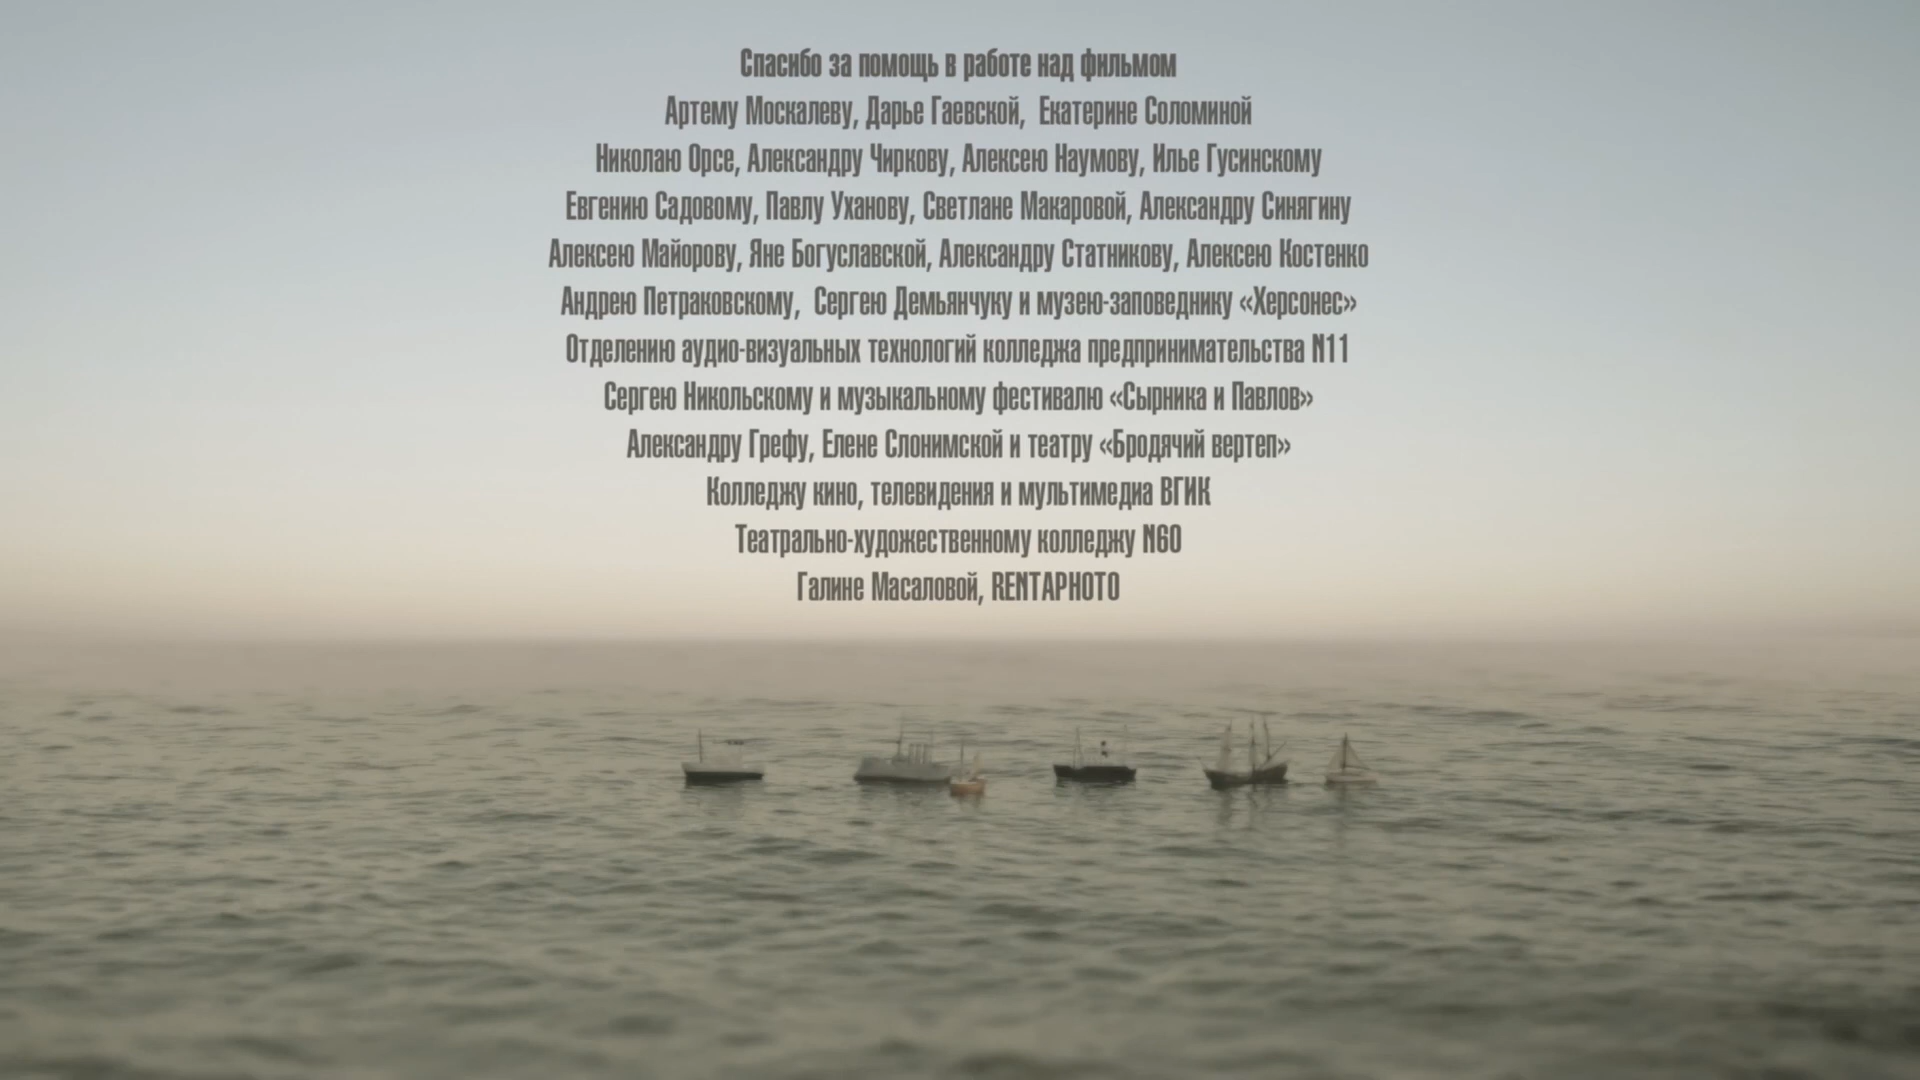 Спасибо за помощь в работе над фильмом
Артему Москалеву, Дарье Гаевской, Екатерине Соломиной
Николаю Орсе, Александру Чиркову, Алексею Наумову, Илье Гусинскому
Евгению Садовому, Павлу Уханову, Светлане Макаровой, Александру Синягину
Алексею Майорову, Яне Богуславской, Александру Статникову, Алексею Костенко
Андрею Петраковскому, Сергею Демьянчуку и музею-заповеднику «Херсонес»
Отделению аудио-визуальных технологий колледжа предпринимательства N11
Сергею Никольскому и музыкальному фестивалю «Сырника и Павлов»
Александру Грефу, Елене Слонимской и театру «Бродячий вертеп»
Колледжу кино, телевидения и мультимедиа ВГИК
Театрально-художественному колледжу N60
Галине Масаловой, RENTAPHOTO